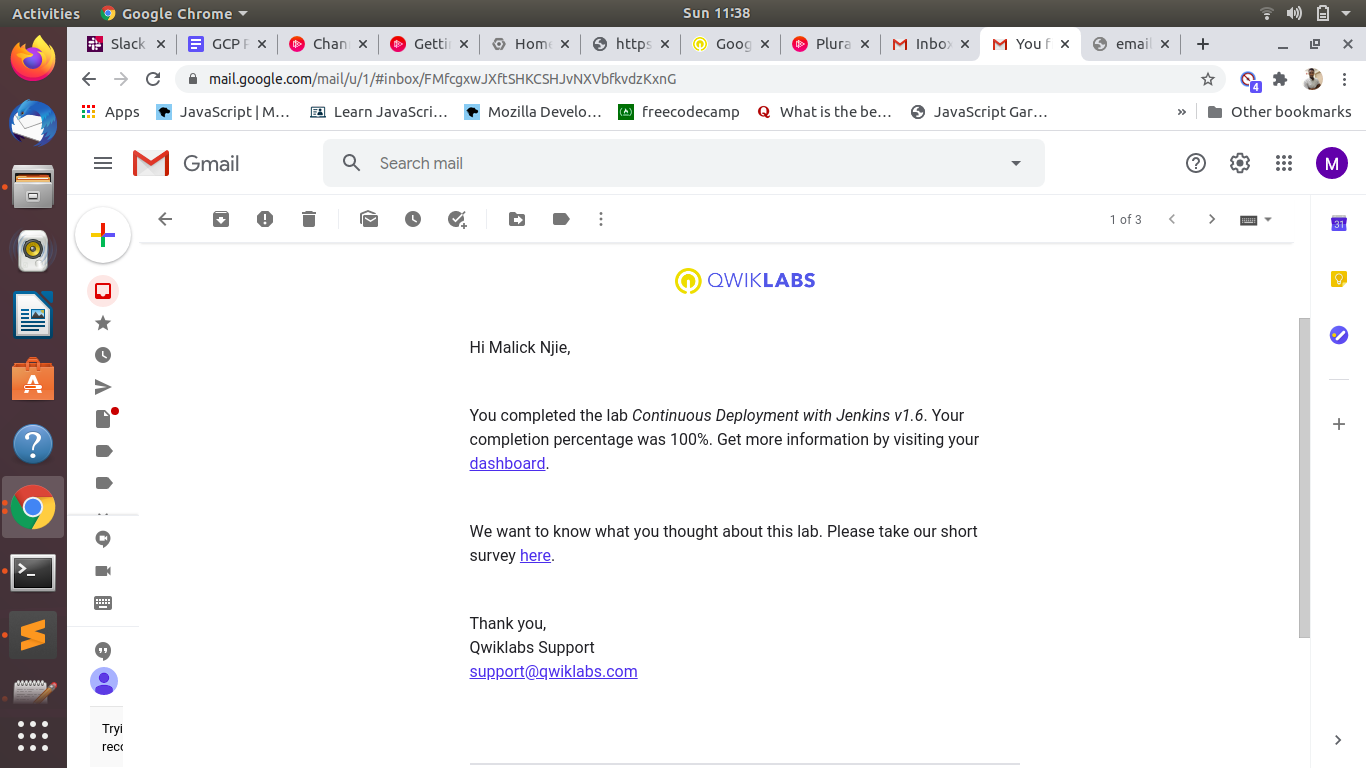 Activities Google Chrome Sun 11:38
Slack GCP P Chan Getti Home https Goog Plura Inbo You f email
mail.google.com/mail/u/1/#inbox/FMfcgxwJXftSHKCSHJvNXVbfkvdzKxnG
4
Apps JavaScript | M… Learn JavaScri… Mozilla Develo… freecodecamp What is the be… JavaScript Gar… » Other bookmarks
Gmail Search mail M
1 of 3
31
QWIKLABS
Hi Malick Njie,
You completed the lab Continuous Deployment with Jenkins v1.6. Your
completion percentage was 100%. Get more information by visiting your
dashboard.
We want to know what you thought about this lab. Please take our short
survey here.
Thank you,
Qwiklabs Support
support@qwiklabs.com
Tryi
reco